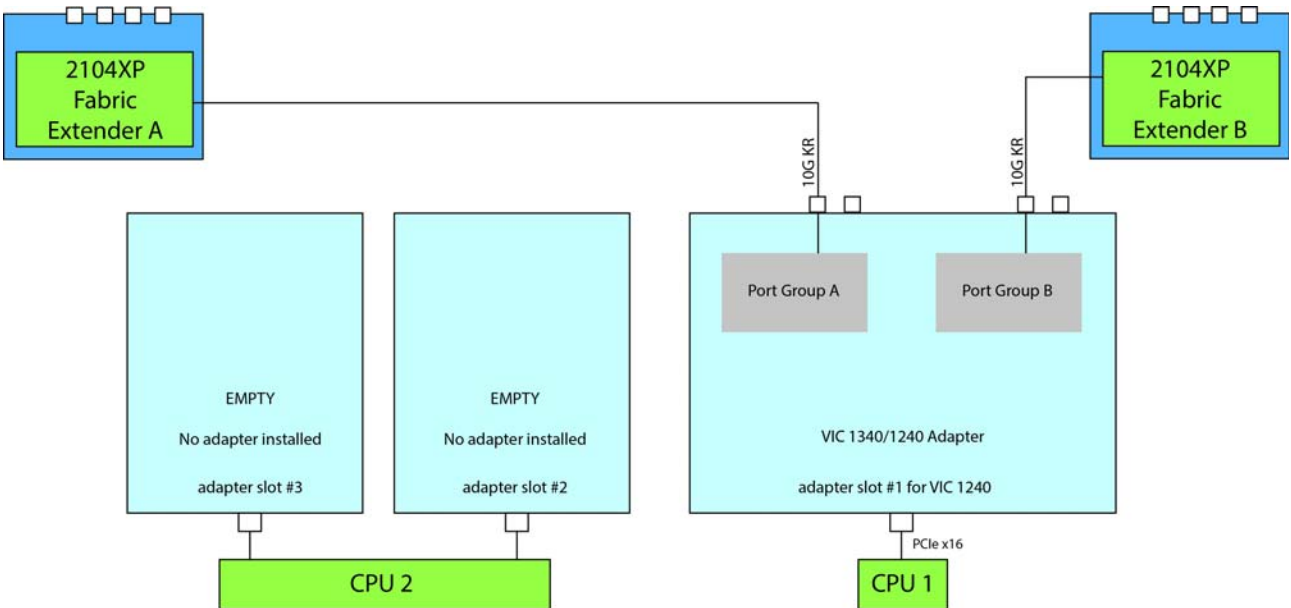 2104XP
Fabric
Extender A
2104XP
Fabric
Extender B
10G KR
10G KR
Port Group A
Port Group B
EMPTY
No adapter installed
adapter slot #3
EMPTY
No adapter installed
adapter slot #2
VIC 1340/1240 Adapter
adapter slot #1 for VIC 1240
PCIe x16
CPU 2
CPU 1